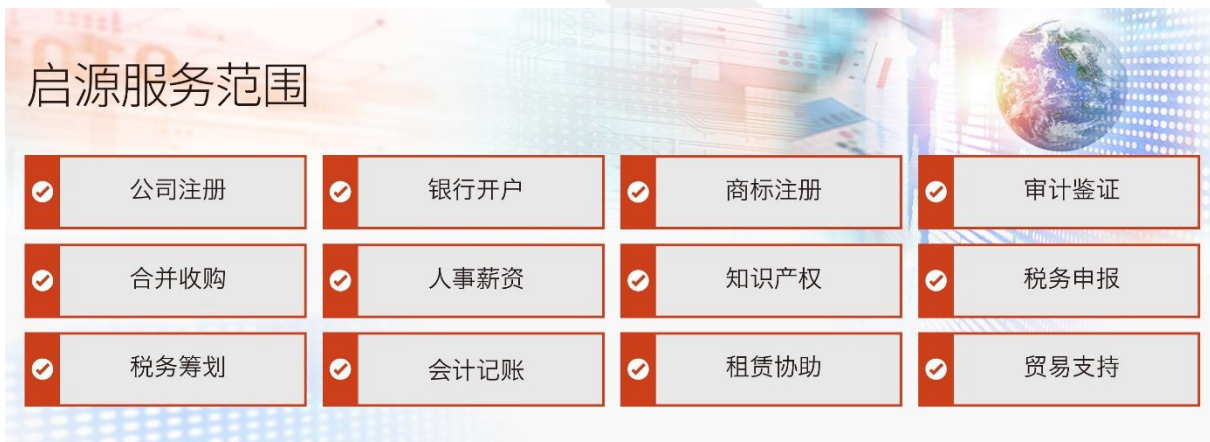 启源服务范围
公司注册
银行开户
商标注册
审计鉴证
合并收购
人事薪资
知识产权
税务申报
税务筹划
会计记账
租赁协助
贸易支持